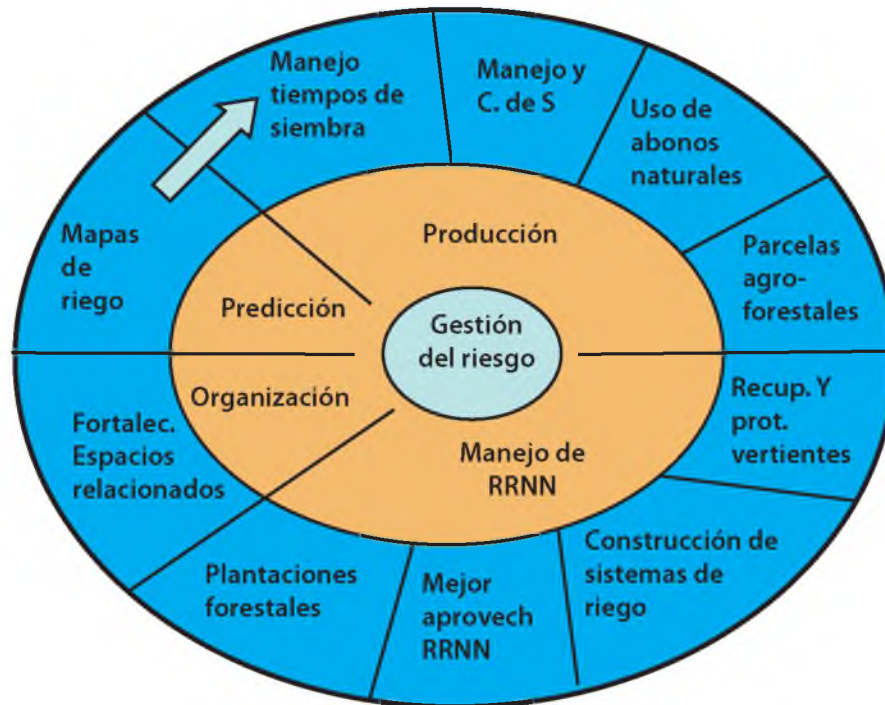 Manejo
tiempos de
siembra
Manejo y
C. de S
Uso de
abonos
naturales
Parcelas
agro-
forestales
Recup. Y
prot.
vertientes
Construcción de
sistemas de
riego
Mejor
aprovech
RRNN
Plantaciones
forestales
Fortalec.
Espacios
relacionados
Mapas
de
riego
Producción
Predicción
Organización
Manejo de
RRNN
Gestión
del riesgo